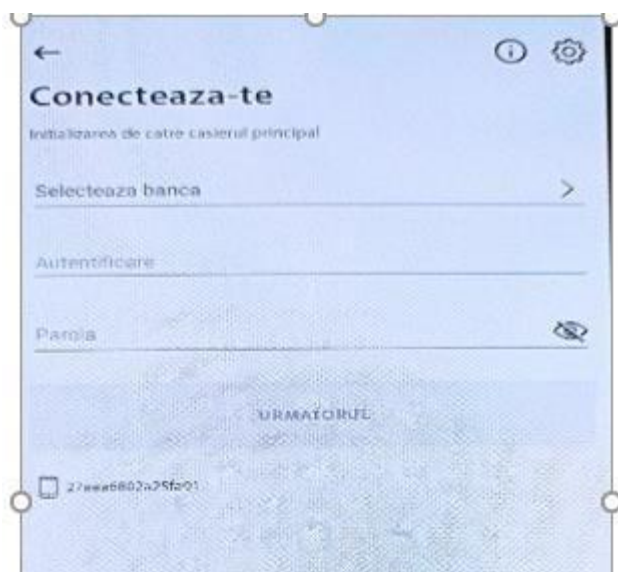 Conecteaza-te
Initializarea de catre casierul principal
Selecteaza banca
Autentificare
Parola
URMATORUL